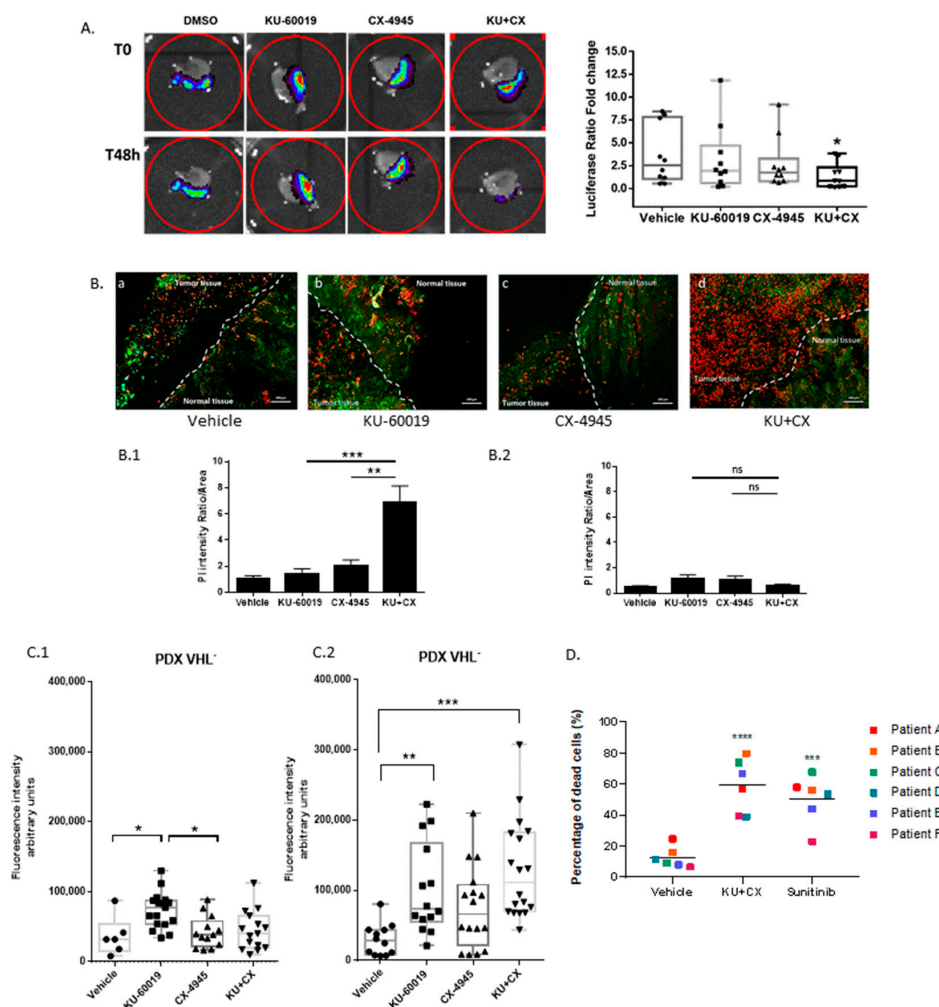 A.
DMSO KU-60019 CX-4945 KU+CX
T0
T48h
Luciferase Ratio Fold change
15.0
12.5
10.0
7.5
5.0
2.5
0.0
*
Vehicle KU-60019 CX-4945 KU+CX
B.
a b c d
Tumor tissue Normal tissue Normal tissue Normal tissue
Normal tissue Tumor tissue Tumor tissue Tumor tissue
Vehicle KU-60019 CX-4945 KU+CX
B.1
PI intensity Ratio/Area
10
8
6
4
2
0
***
**
Vehicle KU-60019 CX-4945 KU+CX
B.2
PI intensity Ratio/Area
10
8
6
4
2
0
ns
ns
Vehicle KU-60019 CX-4945 KU+CX
C.1
PDX VHL-
Fluorescence intensity
arbitrary units
400,000
300,000
200,000
100,000
0
* *
Vehicle KU-60019 CX-4945 KU+CX
C.2
PDX VHL-
Fluorescence intensity
arbitrary units
400,000
300,000
200,000
100,000
0
***
**
Vehicle KU-60019 CX-4945 KU+CX
D.
Percentage of dead cells (%)
100
80
60
40
20
0
**** ***
Vehicle KU+CX Sunitinib
Patient A
Patient
Patient
Patient
Patient E
Patient F